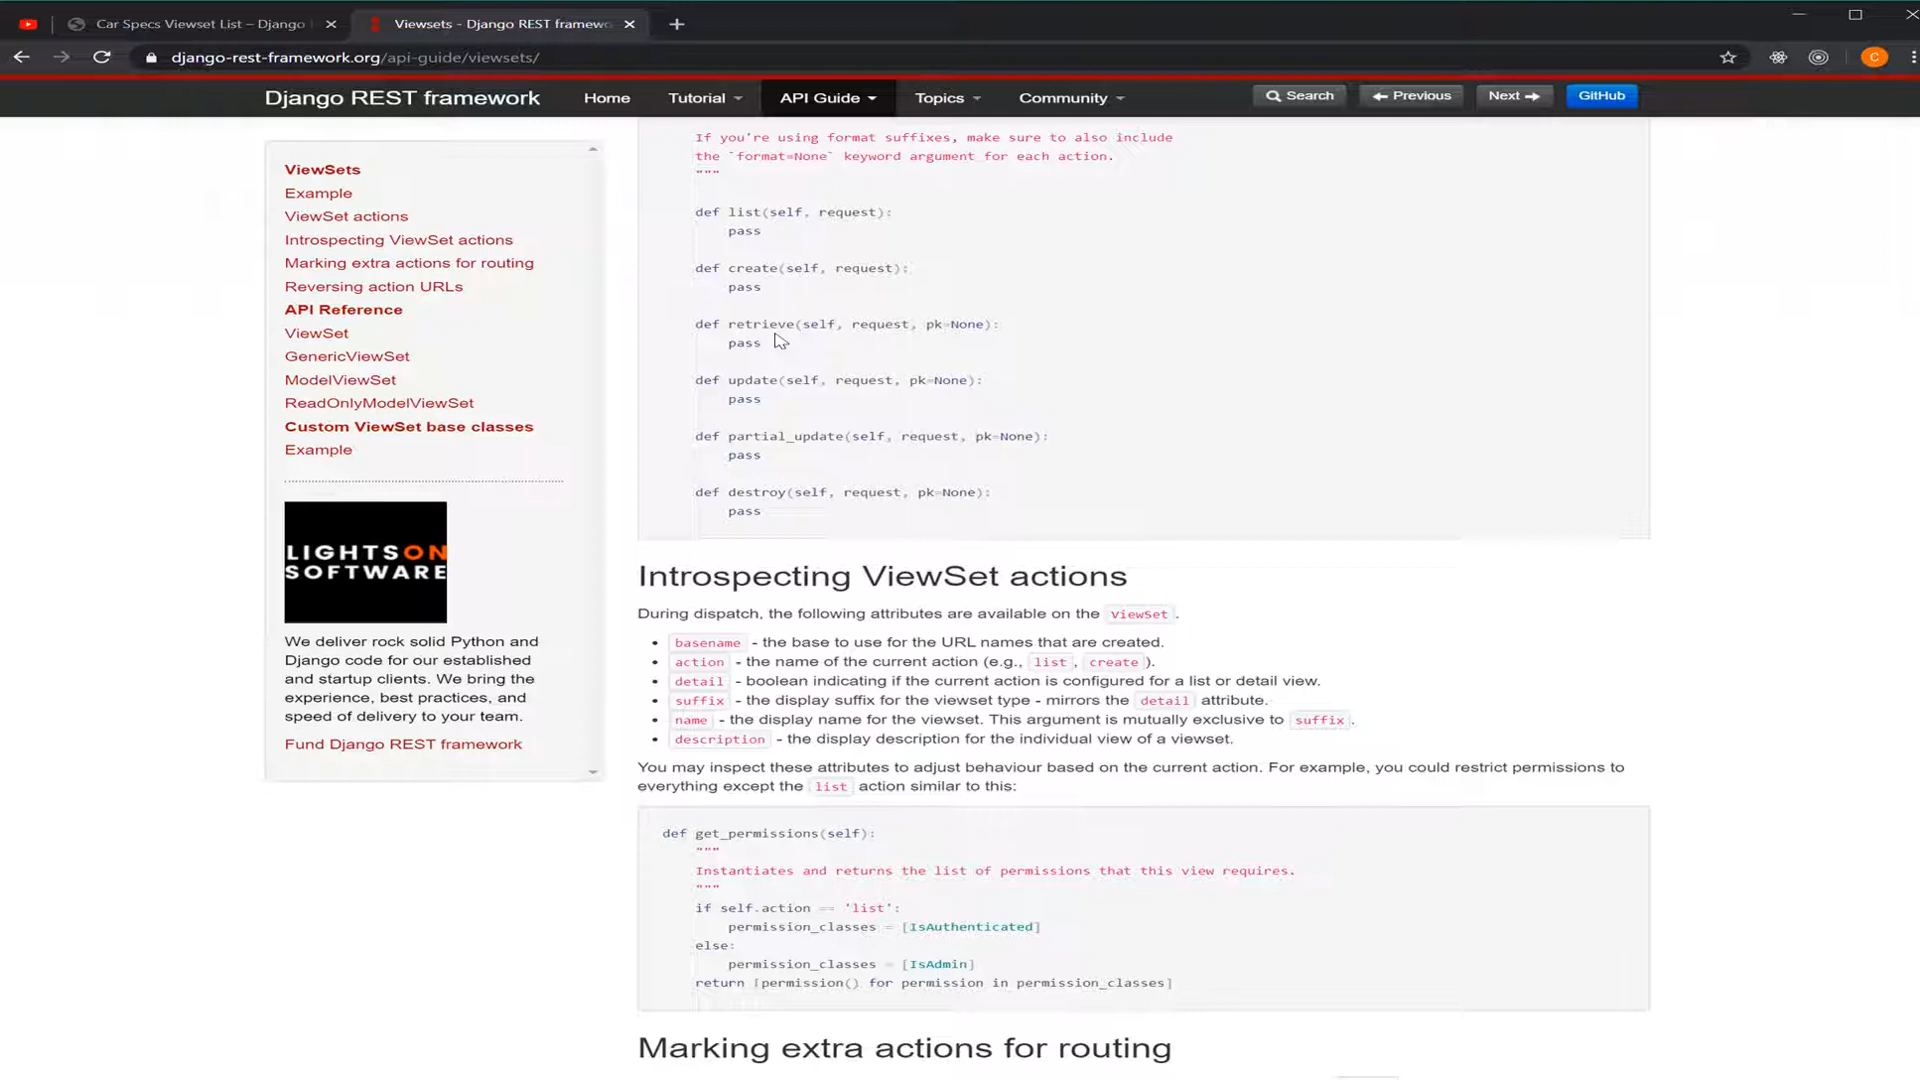 Car Specs Viewset List – Django
Viewsets - Django REST framewo
django-rest-framework.org/api-guide/viewsets/
C
Django REST framework
Home
Tutorial
API Guide
Topics
Community
Search
Previous
Next
GitHub
ViewSets
Example
ViewSet actions
Introspecting ViewSet actions
Marking extra actions for routing
Reversing action URLs
API Reference
ViewSet
GenericViewSet
ModelViewSet
ReadOnlyModelViewSet
Custom ViewSet base classes
Example
LIGHTSON
SOFTWARE
We deliver rock solid Python and
Django code for our established
and startup clients. We bring the
experience, best practices, and
speed of delivery to your team.
Fund Django REST framework
If you're using format suffixes, make sure to also include
the `format=None` keyword argument for each action.
"""
def list(self, request):
pass
def create(self, request):
pass
def retrieve(self, request, pk=None):
pass
def update(self, request, pk=None):
pass
def partial_update(self, request, pk=None):
pass
def destroy(self, request, pk=None):
pass
Introspecting ViewSet actions
During dispatch, the following attributes are available on the ViewSet.
• basename - the base to use for the URL names that are created.
• action - the name of the current action (e.g., list, create).
• detail - boolean indicating if the current action is configured for a list or detail view.
• suffix - the display suffix for the viewset type - mirrors the detail attribute.
• name - the display name for the viewset. This argument is mutually exclusive to suffix.
• description - the display description for the individual view of a viewset.
You may inspect these attributes to adjust behaviour based on the current action. For example, you could restrict permissions to
everything except the list action similar to this:
def get_permissions(self):
"""
Instantiates and returns the list of permissions that this view requires.
"""
if self.action == 'list':
permission_classes = [IsAuthenticated]
else:
permission_classes = [IsAdmin]
return [permission() for permission in permission_classes]
Marking extra actions for routing